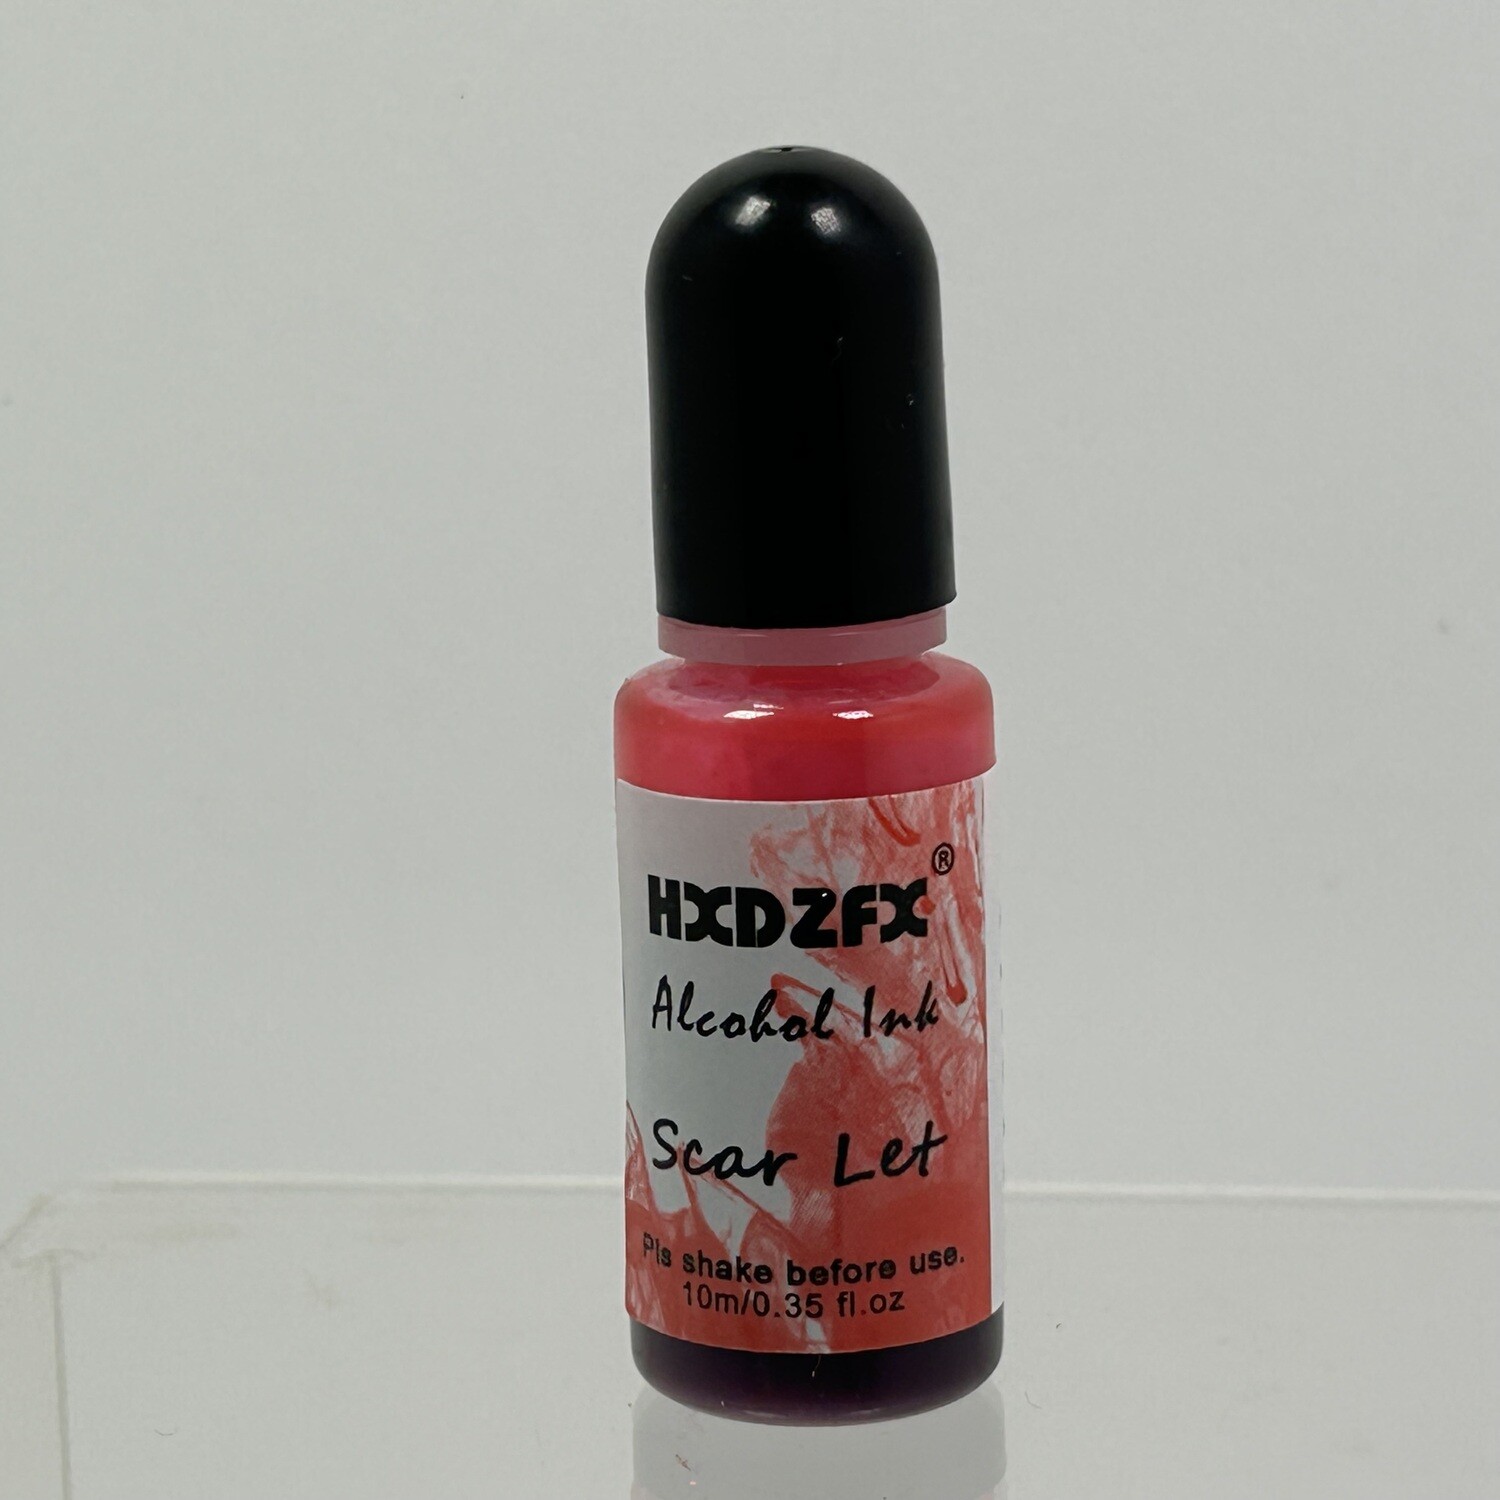 HXDZFX®
Alcohol Ink
Scar Let
Pls shake before use.
10m/0.35 fl.oz